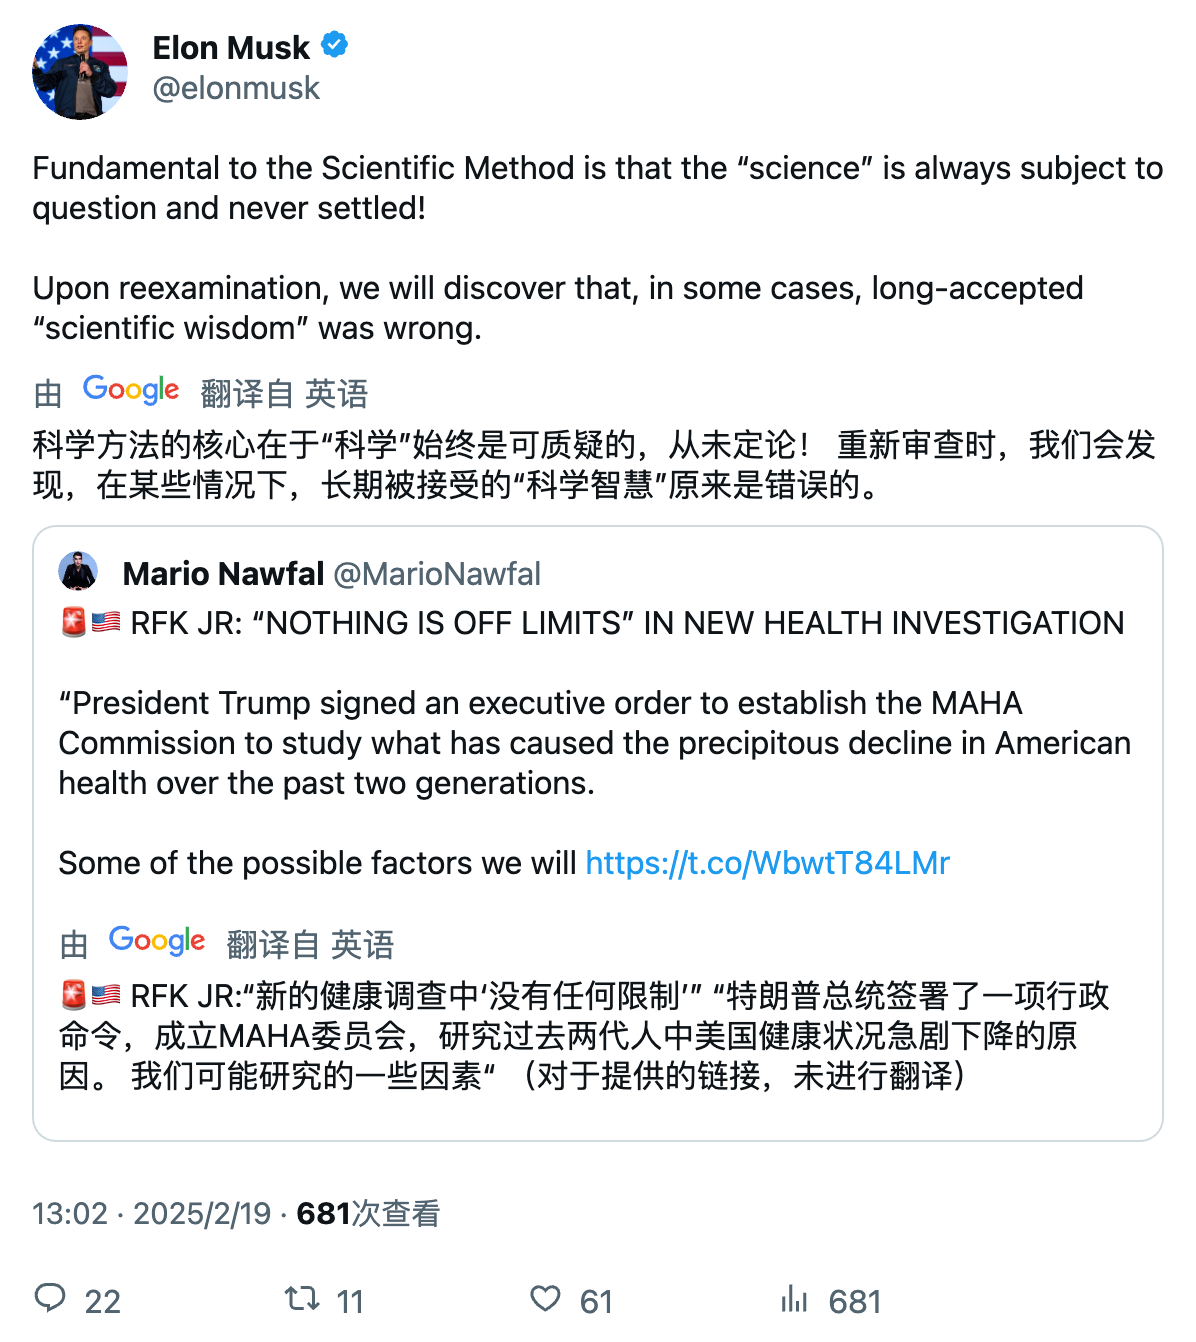 Elon Musk
@elonmusk
Fundamental to the Scientific Method is that the “science” is always subject to
question and never settled!
Upon reexamination, we will discover that, in some cases, long-accepted
“scientific wisdom” was wrong.
由 Google 翻译自 英语
科学方法的核心在于“科学”始终是可质疑的，从未定论！ 重新审查时，我们会发
现，在某些情况下，长期被接受的“科学智慧”原来是错误的。
Mario Nawfal @MarioNawfal
🚨🇺🇸 RFK JR: “NOTHING IS OFF LIMITS” IN NEW HEALTH INVESTIGATION
“President Trump signed an executive order to establish the MAHA
Commission to study what has caused the precipitous decline in American
health over the past two generations.
Some of the possible factors we will https://t.co/WbwtT84LMr
由 Google 翻译自 英语
🚨🇺🇸 RFK JR:“新的健康调查中‘没有任何限制’” “特朗普总统签署了一项行政
命令，成立MAHA委员会，研究过去两代人中美国健康状况急剧下降的原
因。 我们可能研究的一些因素“ （对于提供的链接，未进行翻译）
13:02 · 2025/2/19 · 681次查看
22 11 61 681